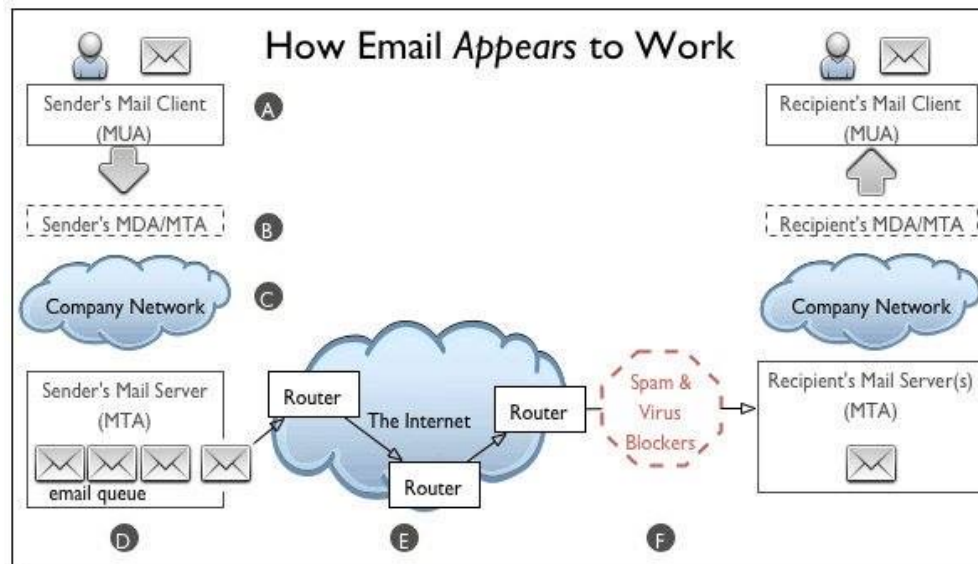 How Email Appears to Work
Sender's Mail Client
(MUA)
A
Recipient's Mail Client
(MUA)
Sender's MDA/MTA
B
Recipient's MDA/MTA
Company Network
C
Company Network
Sender's Mail Server
(MTA)
email queue
Router
The Internet
Router
Router
Spam &
Virus
Blockers
Recipient's Mail Server(s)
(MTA)
D
E
F